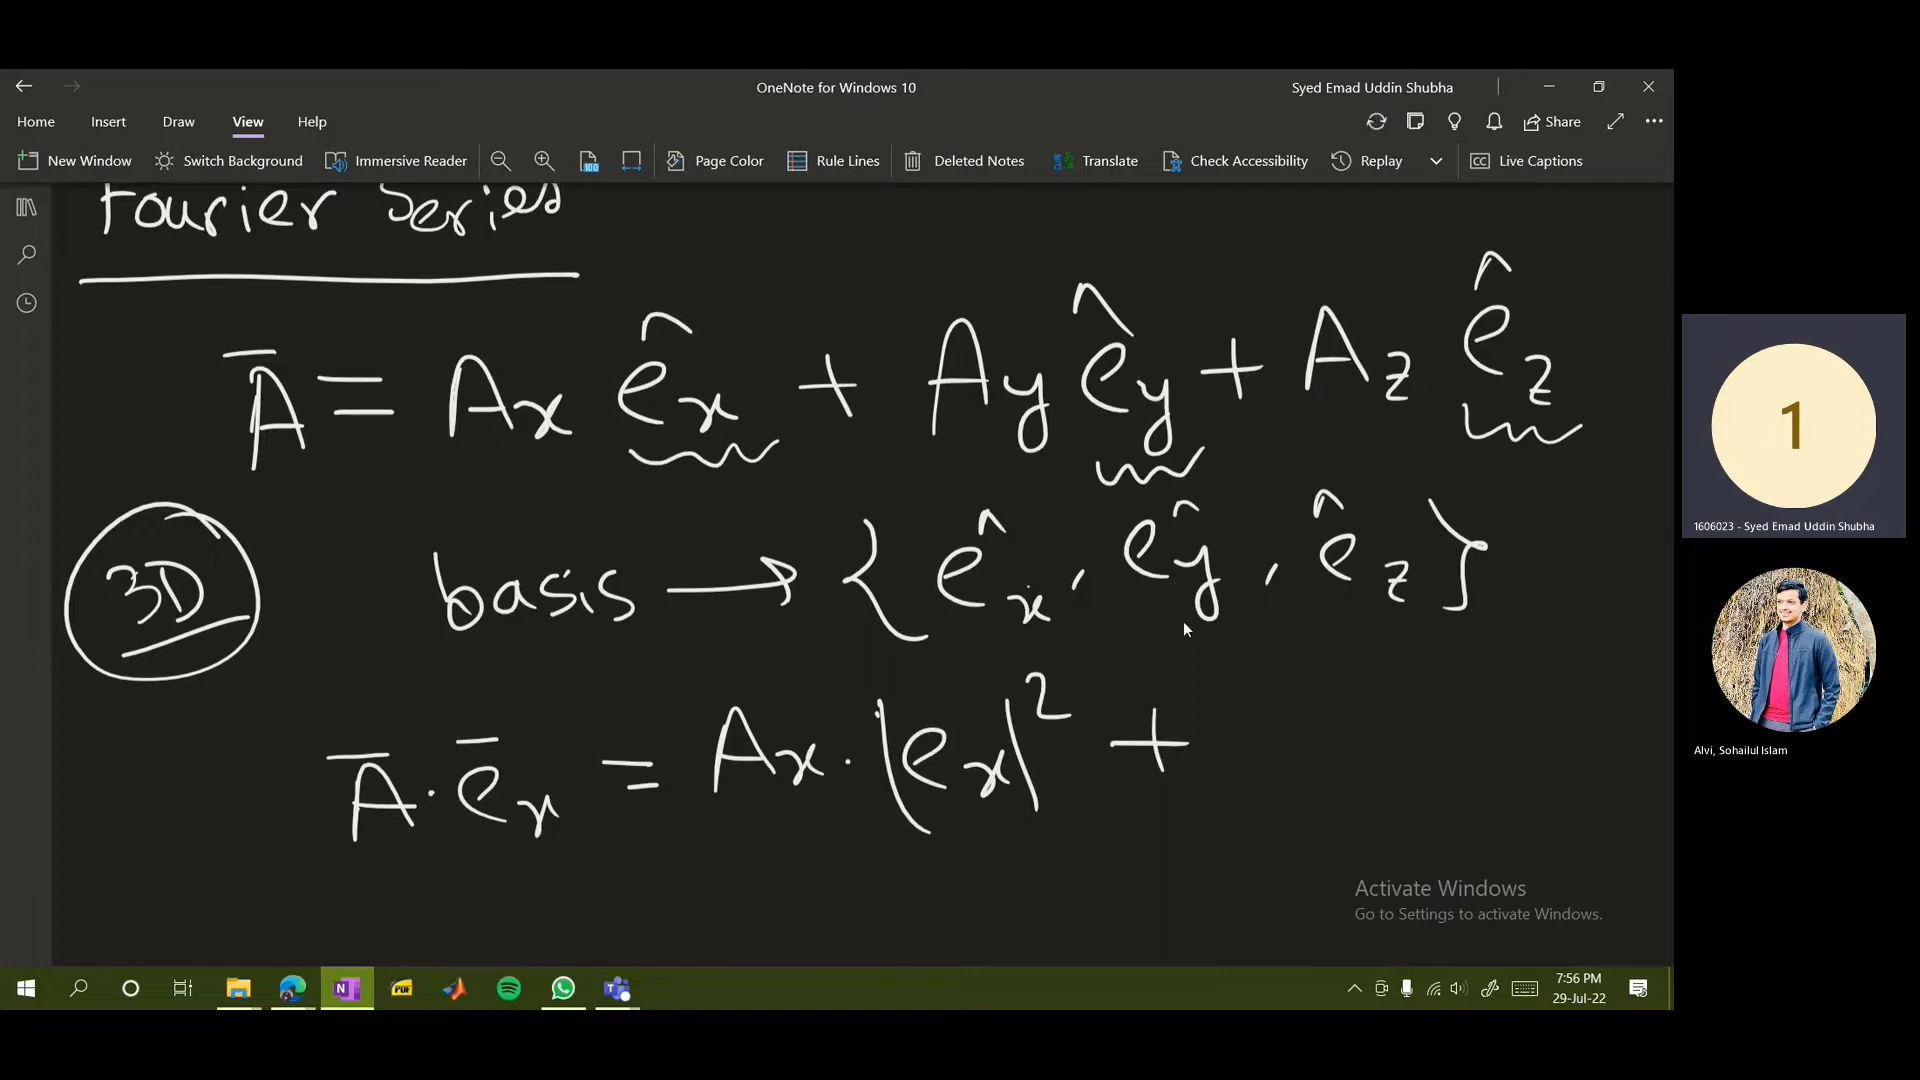 OneNote for Windows 10
Syed Emad Uddin Shubha
Home Insert Draw View Help
Share
New Window Switch Background Immersive Reader 100 Page Color Rule Lines Deleted Notes Translate Check Accessibility Replay CC Live Captions
Fourier Series
A̅ = Ax êx + Ay êy + Az êz
3D basis → {êx, êy, êz}
A̅ · e̅x = Ax · |ex|² +
1
1606023 - Syed Emad Uddin Shubha
Alvi, Sohailul Islam
Activate Windows
Go to Settings to activate Windows.
N PDF
7:56 PM
29-Jul-22